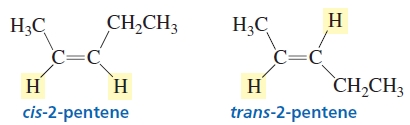 H₃C CH₂CH₃ H₃C H
C=C C=C
H H H CH₂CH₃
cis-2-pentene trans-2-pentene